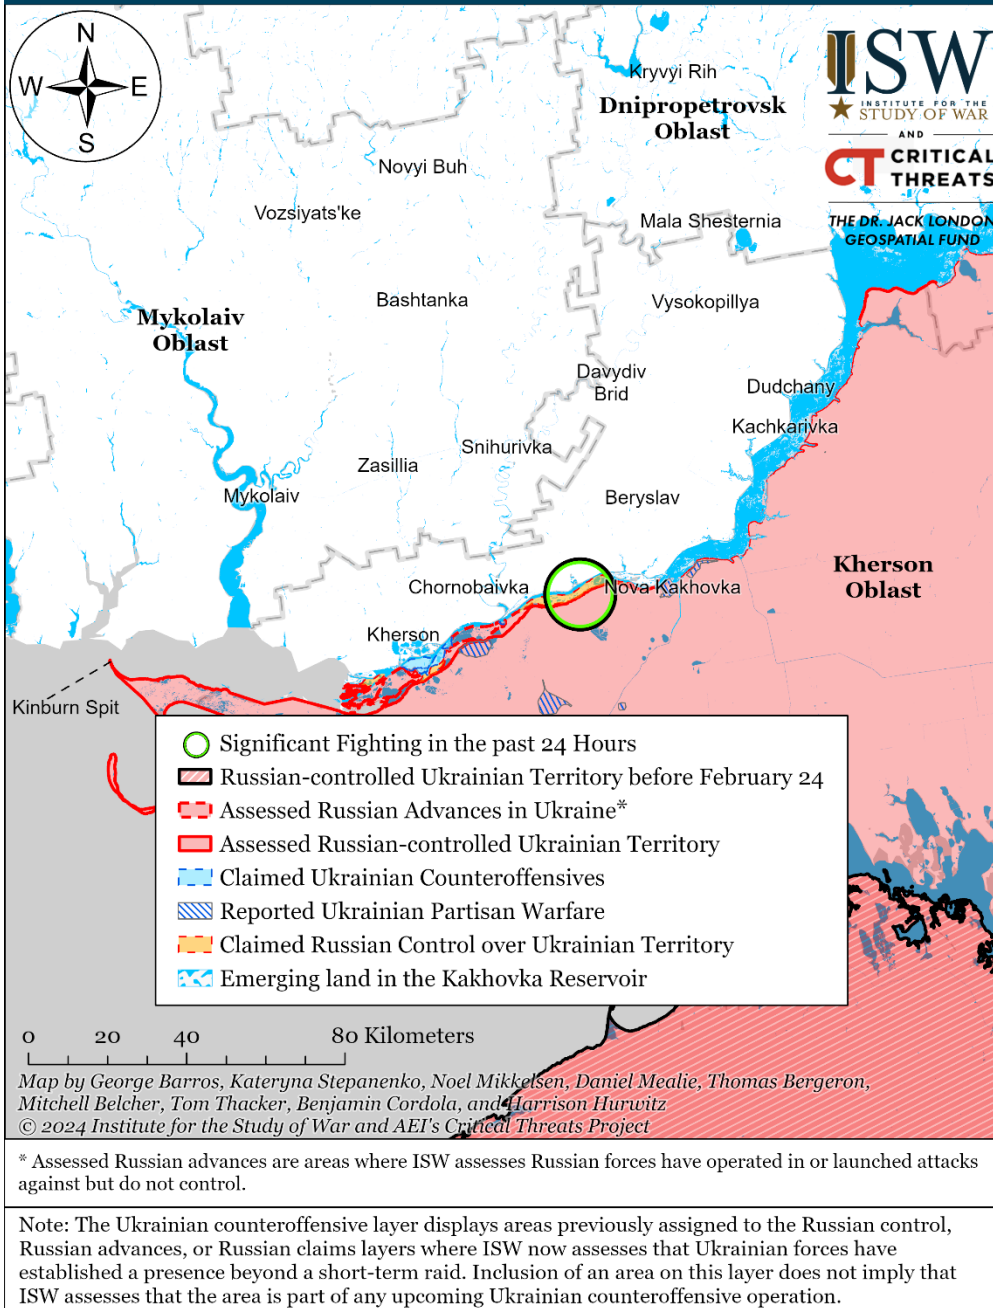 N
W
E
S
ISW
INSTITUTE FOR THE
STUDY OF WAR
AND
CT CRITICAL
THREATS
THE DR. JACK LONDON
GEOSPATIAL FUND
Kryvyi Rih
Dnipropetrovsk
Oblast
Novyi Buh
Vozsiyats'ke
Mala Shesternia
Bashtanka
Vysokopillya
Mykolaiv
Oblast
Davydiv
Brid
Dudchany
Kachkarivka
Snihurivka
Zasillia
Mykolaiv
Beryslav
Kherson
Oblast
Chornobaivka
Nova Kakhovka
Kherson
Kinburn Spit
Significant Fighting in the past 24 Hours
Russian-controlled Ukrainian Territory before February 24
Assessed Russian Advances in Ukraine*
Assessed Russian-controlled Ukrainian Territory
Claimed Ukrainian Counteroffensives
Reported Ukrainian Partisan Warfare
Claimed Russian Control over Ukrainian Territory
Emerging land in the Kakhovka Reservoir
0 20 40 80 Kilometers
Map by George Barros, Kateryna Stepanenko, Noel Mikkelsen, Daniel Mealie, Thomas Bergeron,
Mitchell Belcher, Tom Thacker, Benjamin Cordola, and Harrison Hurwitz
© 2024 Institute for the Study of War and AEI's Critical Threats Project
* Assessed Russian advances are areas where ISW assesses Russian forces have operated in or launched attacks
against but do not control.
Note: The Ukrainian counteroffensive layer displays areas previously assigned to the Russian control,
Russian advances, or Russian claims layers where ISW now assesses that Ukrainian forces have
established a presence beyond a short-term raid. Inclusion of an area on this layer does not imply that
ISW assesses that the area is part of any upcoming Ukrainian counteroffensive operation.